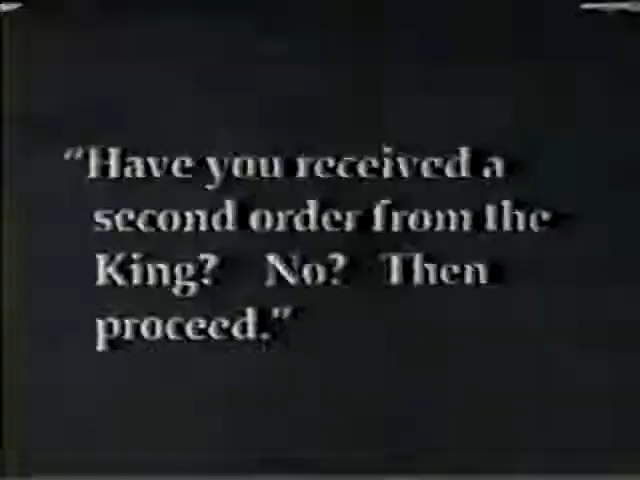 "Have you received a
second order from the
King? No? Then
proceed."